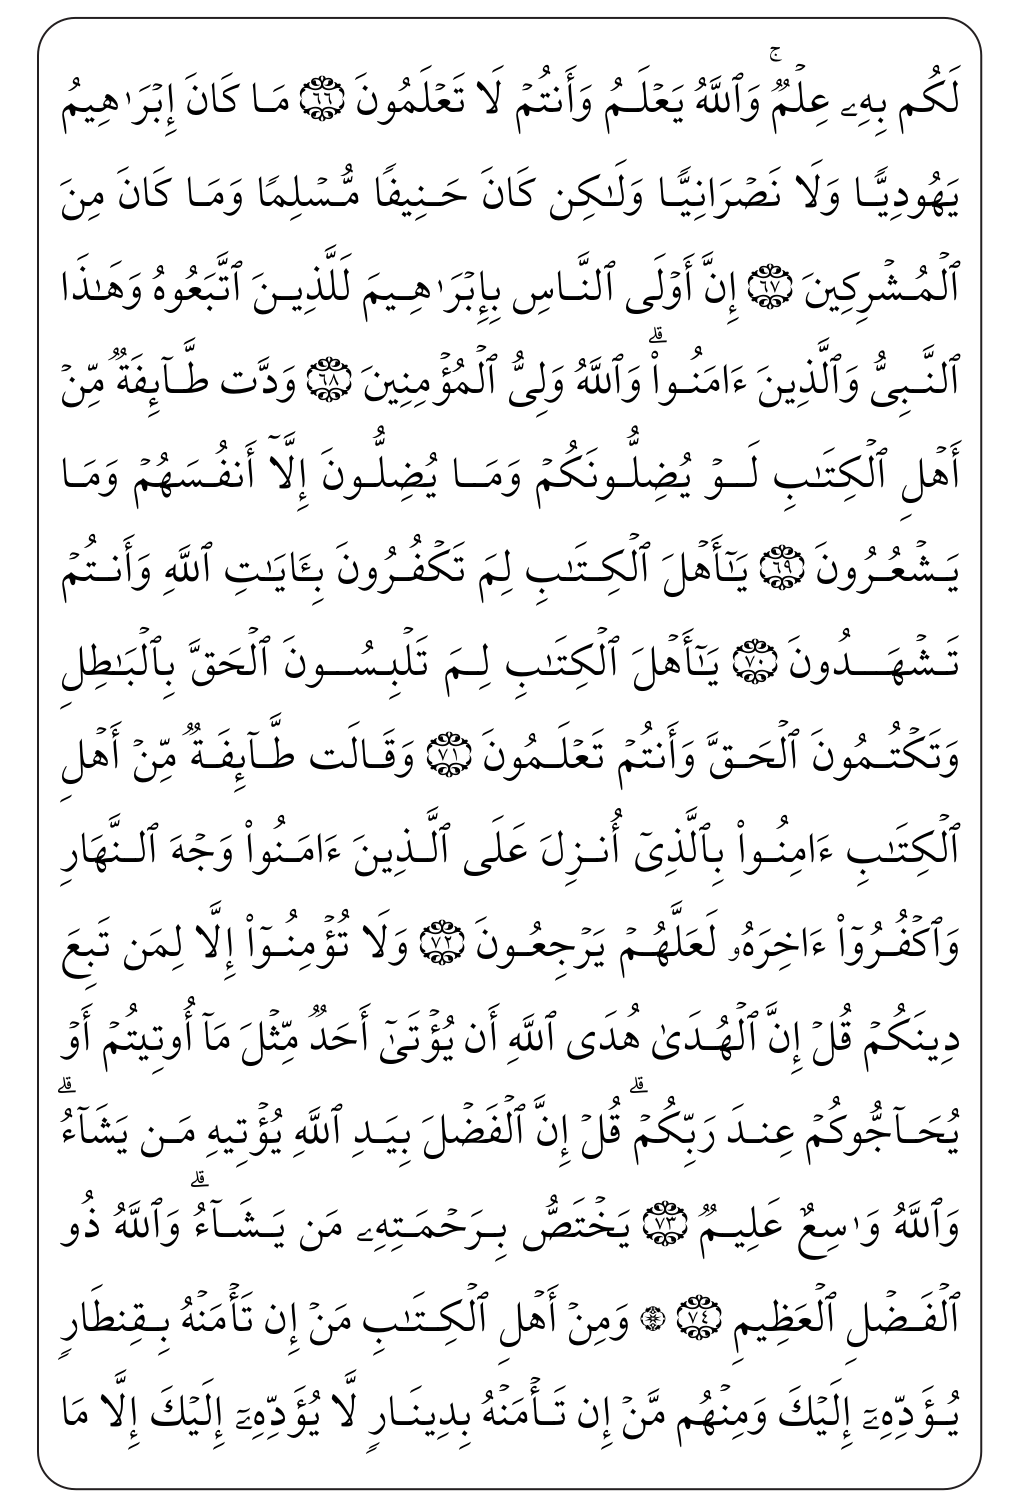 لَكُم بِهِۦ عِلۡمٞۚ وَٱللَّهُ يَعۡلَمُ وَأَنتُمۡ لَا تَعۡلَمُونَ ٦٦ مَا كَانَ إِبۡرَٰهِيمُ
يَهُودِيّٗا وَلَا نَصۡرَانِيّٗا وَلَٰكِن كَانَ حَنِيفٗا مُّسۡلِمٗا وَمَا كَانَ مِنَ
ٱلۡمُشۡرِكِينَ ٦٧ إِنَّ أَوۡلَى ٱلنَّاسِ بِإِبۡرَٰهِيمَ لَلَّذِينَ ٱتَّبَعُوهُ وَهَٰذَا
ٱلنَّبِيُّ وَٱلَّذِينَ ءَامَنُواْۗ وَٱللَّهُ وَلِيُّ ٱلۡمُؤۡمِنِينَ ٦٨ وَدَّت طَّآئِفَةٞ مِّنۡ
أَهۡلِ ٱلۡكِتَٰبِ لَوۡ يُضِلُّونَكُمۡ وَمَا يُضِلُّونَ إِلَّآ أَنفُسَهُمۡ وَمَا
يَشۡعُرُونَ ٦٩ يَٰٓأَهۡلَ ٱلۡكِتَٰبِ لِمَ تَكۡفُرُونَ بِـَٔايَٰتِ ٱللَّهِ وَأَنتُمۡ
تَشۡهَدُونَ ٧٠ يَٰٓأَهۡلَ ٱلۡكِتَٰبِ لِمَ تَلۡبِسُونَ ٱلۡحَقَّ بِٱلۡبَٰطِلِ
وَتَكۡتُمُونَ ٱلۡحَقَّ وَأَنتُمۡ تَعۡلَمُونَ ٧١ وَقَالَت طَّآئِفَةٞ مِّنۡ أَهۡلِ
ٱلۡكِتَٰبِ ءَامِنُواْ بِٱلَّذِيٓ أُنزِلَ عَلَى ٱلَّذِينَ ءَامَنُواْ وَجۡهَ ٱلنَّهَارِ
وَٱكۡفُرُوٓاْ ءَاخِرَهُۥ لَعَلَّهُمۡ يَرۡجِعُونَ ٧٢ وَلَا تُؤۡمِنُوٓاْ إِلَّا لِمَن تَبِعَ
دِينَكُمۡ قُلۡ إِنَّ ٱلۡهُدَىٰ هُدَى ٱللَّهِ أَن يُؤۡتَىٰٓ أَحَدٞ مِّثۡلَ مَآ أُوتِيتُمۡ أَوۡ
يُحَآجُّوكُمۡ عِندَ رَبِّكُمۡۗ قُلۡ إِنَّ ٱلۡفَضۡلَ بِيَدِ ٱللَّهِ يُؤۡتِيهِ مَن يَشَآءُۗ
وَٱللَّهُ وَٰسِعٌ عَلِيمٞ ٧٣ يَخۡتَصُّ بِرَحۡمَتِهِۦ مَن يَشَآءُۗ وَٱللَّهُ ذُو
ٱلۡفَضۡلِ ٱلۡعَظِيمِ ٧٤ ۞ وَمِنۡ أَهۡلِ ٱلۡكِتَٰبِ مَنۡ إِن تَأۡمَنۡهُ بِقِنطَارٖ
يُؤَدِّهِۦٓ إِلَيۡكَ وَمِنۡهُم مَّنۡ إِن تَأۡمَنۡهُ بِدِينَارٖ لَّا يُؤَدِّهِۦٓ إِلَيۡكَ إِلَّا مَا